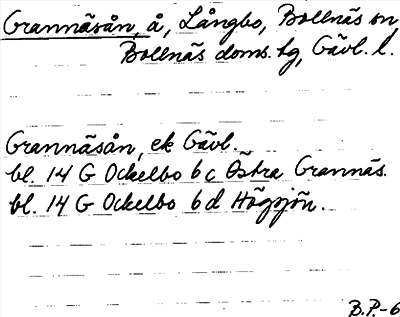 Grannäsån, å, Långbo, Bollnäs sn,
Bollnäs doms. tg, Gävl. l.
Grannäsån, ek Gävl.
bl. 14 G Ockelbo 6 c Östra Grannäs.
bl. 14 G Ockelbo 6 d Högsjön.
B.P.-6